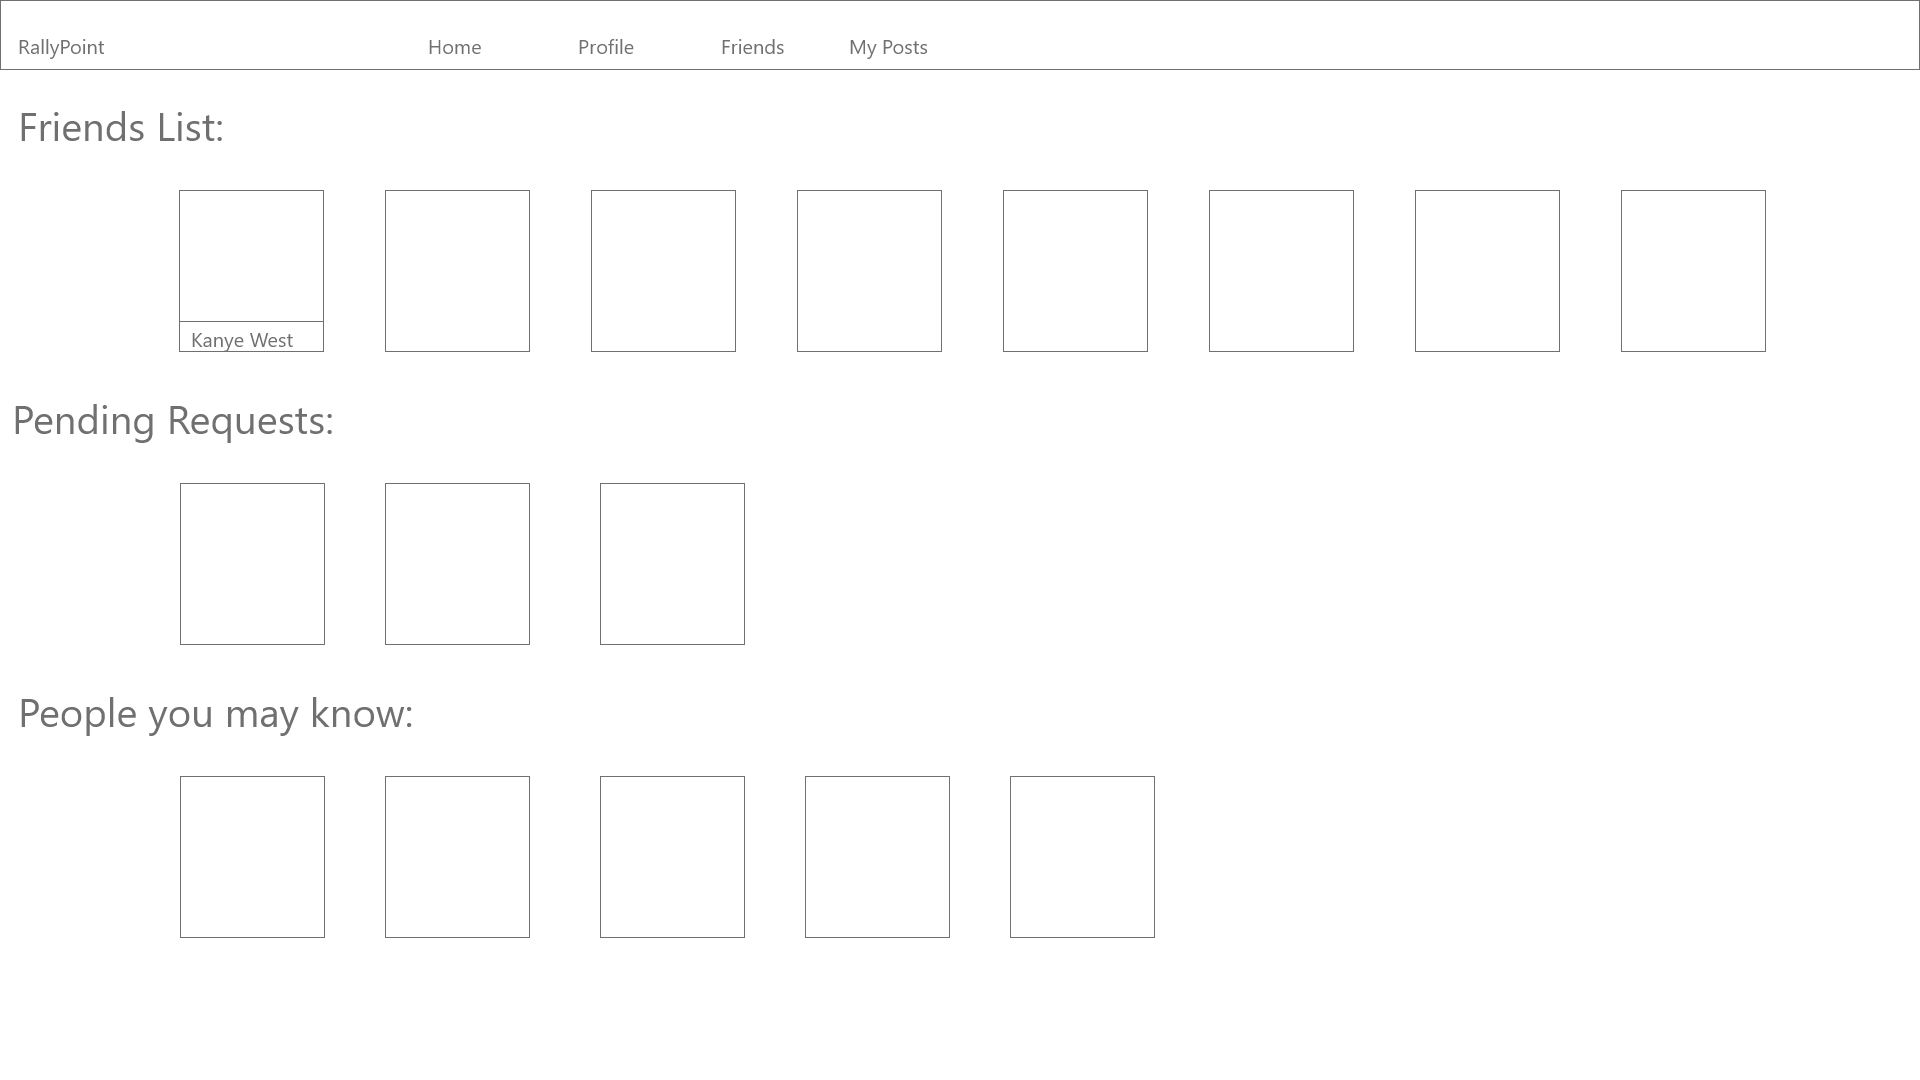 RallyPoint Home Profile Friends My Posts
Friends List:
Kanye West
Pending Requests:
People you may know: